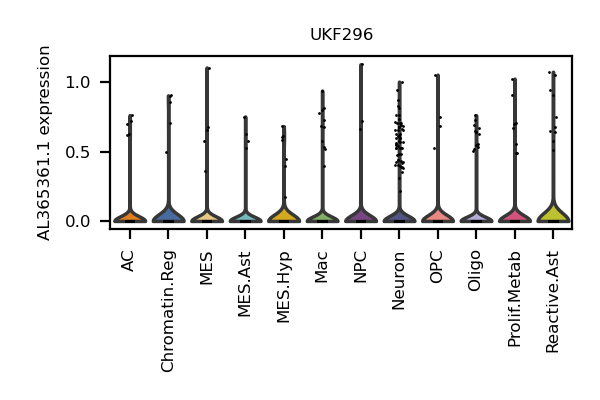 UKF296
AL365361.1 expression
1.0
0.5
0.0
AC
Chromatin.Reg
MES
MES.Ast
MES.Hyp
Mac
NPC
Neuron
OPC
Oligo
Prolif.Metab
Reactive.Ast